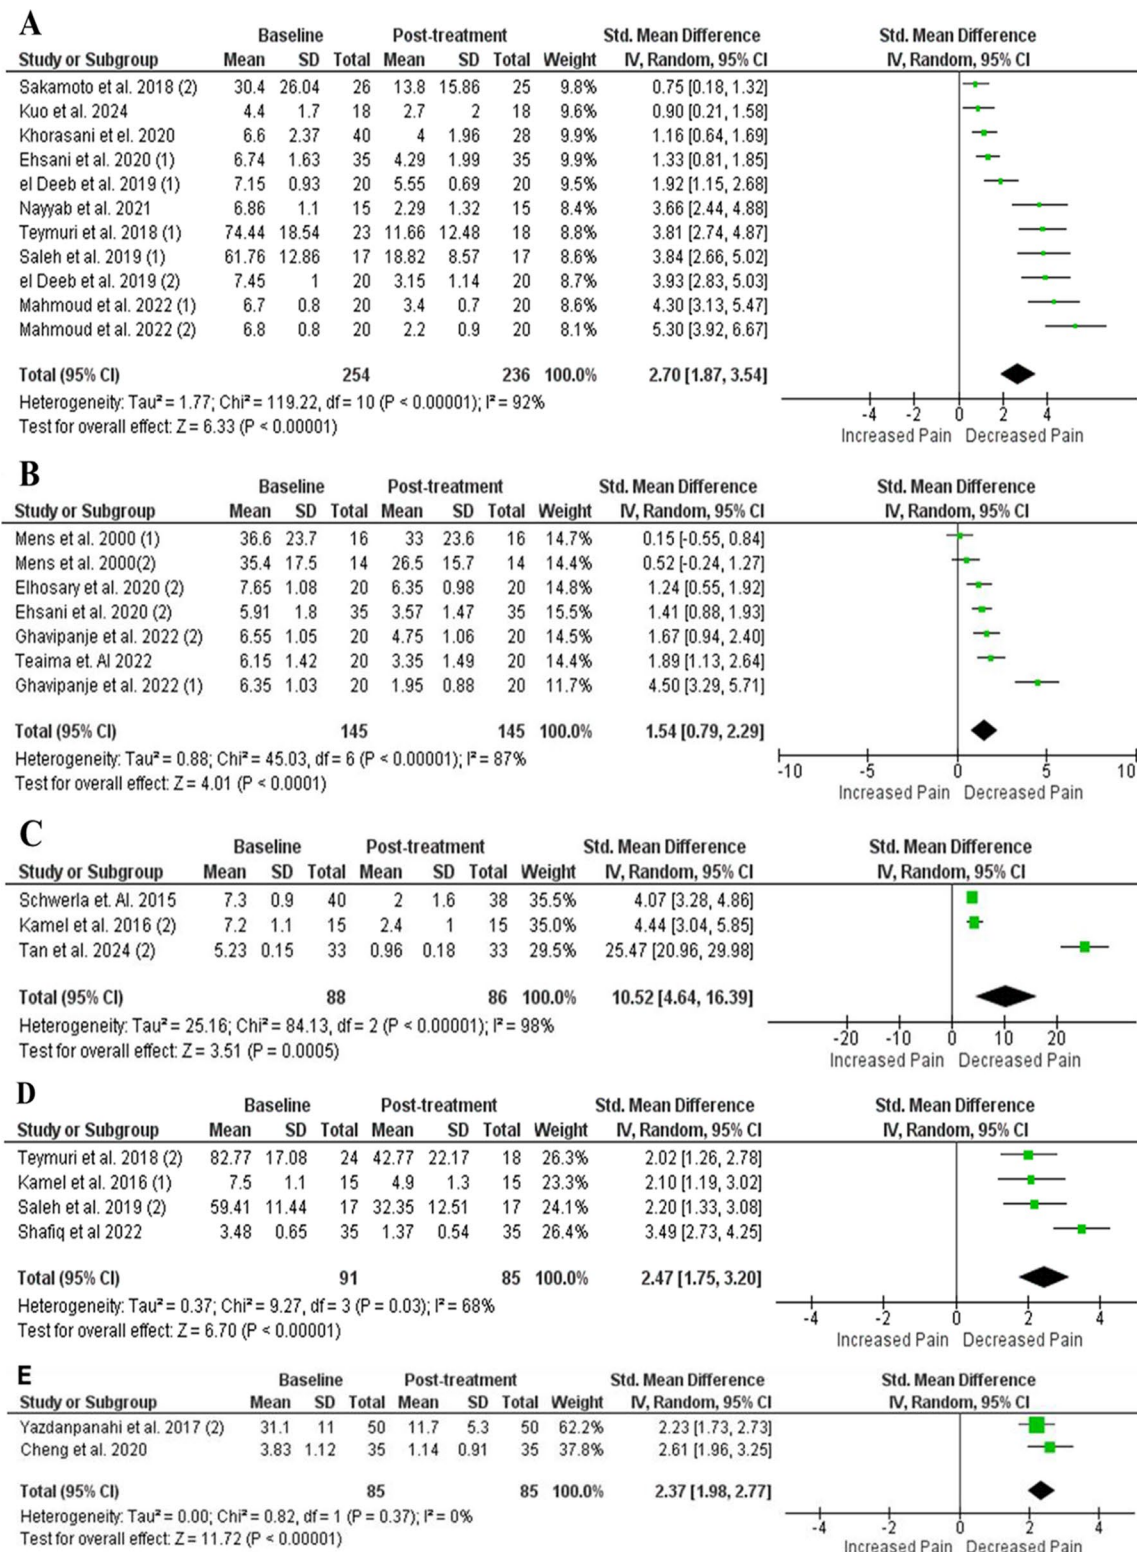 A
Baseline Post-treatment Std. Mean Difference Std. Mean Difference
Study or Subgroup Mean SD Total Mean SD Total Weight IV, Random, 95% CI IV, Random, 95% CI
Sakamoto et al. 2018 (2) 30.4 26.04 26 13.8 15.86 25 9.8% 0.75 [0.18, 1.32]
Kuo et al. 2024 4.4 1.7 18 2.7 2 18 9.6% 0.90 [0.21, 1.58]
Khorasani et el. 2020 6.6 2.37 40 4 1.96 28 9.9% 1.16 [0.64, 1.69]
Ehsani et al. 2020 (1) 6.74 1.63 35 4.29 1.99 35 9.9% 1.33 [0.81, 1.85]
el Deeb et al. 2019 (1) 7.15 0.93 20 5.55 0.69 20 9.5% 1.92 [1.15, 2.68]
Nayyab et al. 2021 6.86 1.1 15 2.29 1.32 15 8.4% 3.66 [2.44, 4.88]
Teymuri et al. 2018 (1) 74.44 18.54 23 11.66 12.48 18 8.8% 3.81 [2.74, 4.87]
Saleh et al. 2019 (1) 61.76 12.86 17 18.82 8.57 17 8.6% 3.84 [2.66, 5.02]
el Deeb et al. 2019 (2) 7.45 1 20 3.15 1.14 20 8.7% 3.93 [2.83, 5.03]
Mahmoud et al. 2022 (1) 6.7 0.8 20 3.4 0.7 20 8.6% 4.30 [3.13, 5.47]
Mahmoud et al. 2022 (2) 6.8 0.8 20 2.2 0.9 20 8.1% 5.30 [3.92, 6.67]
Total (95% CI) 254 236 100.0% 2.70 [1.87, 3.54]
Heterogeneity: Tau² = 1.77; Chi² = 119.22, df = 10 (P < 0.00001); I² = 92%
Test for overall effect: Z = 6.33 (P < 0.00001)
-4 -2 0 2 4
Increased Pain Decreased Pain
B
Baseline Post-treatment Std. Mean Difference Std. Mean Difference
Study or Subgroup Mean SD Total Mean SD Total Weight IV, Random, 95% CI IV, Random, 95% CI
Mens et al. 2000 (1) 36.6 23.7 16 33 23.6 16 14.7% 0.15 [-0.55, 0.84]
Mens et al. 2000(2) 35.4 17.5 14 26.5 15.7 14 14.4% 0.52 [-0.24, 1.27]
Elhosary et al. 2020 (2) 7.65 1.08 20 6.35 0.98 20 14.8% 1.24 [0.55, 1.92]
Ehsani et al. 2020 (2) 5.91 1.8 35 3.57 1.47 35 15.5% 1.41 [0.88, 1.93]
Ghavipanje et al. 2022 (2) 6.55 1.05 20 4.75 1.06 20 14.5% 1.67 [0.94, 2.40]
Teaima et. Al 2022 6.15 1.42 20 3.35 1.49 20 14.4% 1.89 [1.13, 2.64]
Ghavipanje et al. 2022 (1) 6.35 1.03 20 1.95 0.88 20 11.7% 4.50 [3.29, 5.71]
Total (95% CI) 145 145 100.0% 1.54 [0.79, 2.29]
Heterogeneity: Tau² = 0.88; Chi² = 45.03, df = 6 (P < 0.00001); I² = 87%
Test for overall effect: Z = 4.01 (P < 0.0001)
-10 -5 0 5 10
Increased Pain Decreased Pain
C
Baseline Post-treatment Std. Mean Difference Std. Mean Difference
Study or Subgroup Mean SD Total Mean SD Total Weight IV, Random, 95% CI IV, Random, 95% CI
Schwerla et. Al. 2015 7.3 0.9 40 2 1.6 38 35.5% 4.07 [3.28, 4.86]
Kamel et al. 2016 (2) 7.2 1.1 15 2.4 1 15 35.0% 4.44 [3.04, 5.85]
Tan et al. 2024 (2) 5.23 0.15 33 0.96 0.18 33 29.5% 25.47 [20.96, 29.98]
Total (95% CI) 88 86 100.0% 10.52 [4.64, 16.39]
Heterogeneity: Tau² = 25.16; Chi² = 84.13, df = 2 (P < 0.00001); I² = 98%
Test for overall effect: Z = 3.51 (P = 0.0005)
-20 -10 0 10 20
Increased Pain Decreased Pain
D
Baseline Post-treatment Std. Mean Difference Std. Mean Difference
Study or Subgroup Mean SD Total Mean SD Total Weight IV, Random, 95% CI IV, Random, 95% CI
Teymuri et al. 2018 (2) 82.77 17.08 24 42.77 22.17 18 26.3% 2.02 [1.26, 2.78]
Kamel et al. 2016 (1) 7.5 1.1 15 4.9 1.3 15 23.3% 2.10 [1.19, 3.02]
Saleh et al. 2019 (2) 59.41 11.44 17 32.35 12.51 17 24.1% 2.20 [1.33, 3.08]
Shafiq et al 2022 3.48 0.65 35 1.37 0.54 35 26.4% 3.49 [2.73, 4.25]
Total (95% CI) 91 85 100.0% 2.47 [1.75, 3.20]
Heterogeneity: Tau² = 0.37; Chi² = 9.27, df = 3 (P = 0.03); I² = 68%
Test for overall effect: Z = 6.70 (P < 0.00001)
-4 -2 0 2 4
Increased Pain Decreased Pain
E
Baseline Post-treatment Std. Mean Difference Std. Mean Difference
Study or Subgroup Mean SD Total Mean SD Total Weight IV, Random, 95% CI IV, Random, 95% CI
Yazdanpanahi et al. 2017 (2) 31.1 11 50 11.7 5.3 50 62.2% 2.23 [1.73, 2.73]
Cheng et al. 2020 3.83 1.12 35 1.14 0.91 35 37.8% 2.61 [1.96, 3.25]
Total (95% CI) 85 85 100.0% 2.37 [1.98, 2.77]
Heterogeneity: Tau² = 0.00; Chi² = 0.82, df = 1 (P = 0.37); I² = 0%
Test for overall effect: Z = 11.72 (P < 0.00001)
-4 -2 0 2 4
Increased Pain Decreased Pain